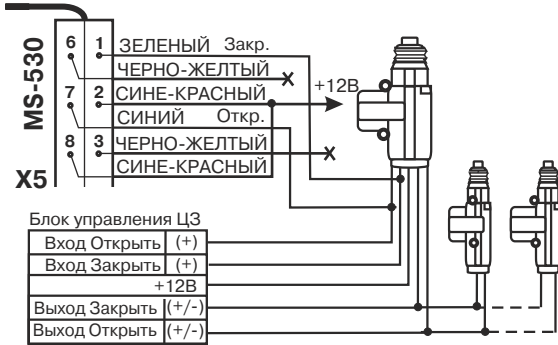 MS-530
X5
6 1 ЗЕЛЕНЫЙ Закр.
ЧЕРНО-ЖЕЛТЫЙ
7 2 СИНЕ-КРАСНЫЙ +12В
СИНИЙ Откр.
8 3 ЧЕРНО-ЖЕЛТЫЙ
СИНЕ-КРАСНЫЙ
Блок управления ЦЗ
Вход Открыть (+)
Вход Закрыть (+)
+12В
Выход Закрыть (+/-)
Выход Открыть (+/-)